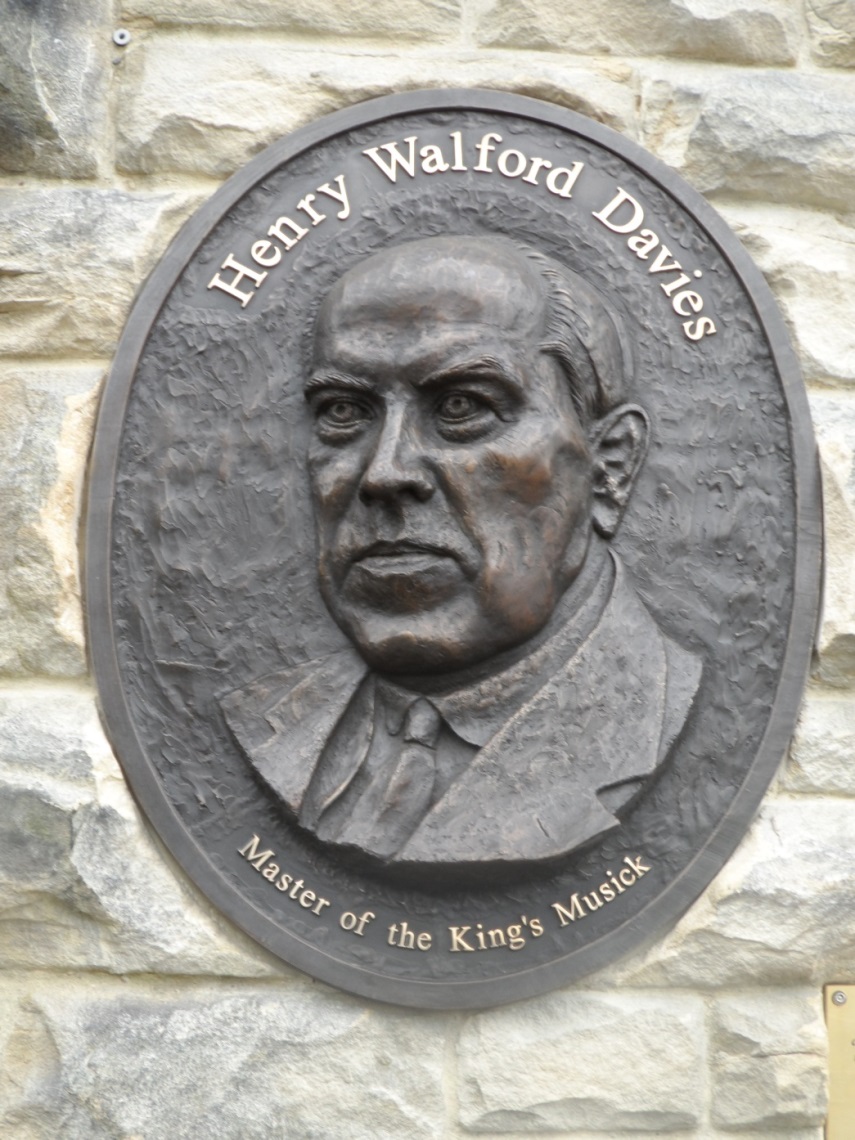 Henry Walford Davies
Master of the King's Musick